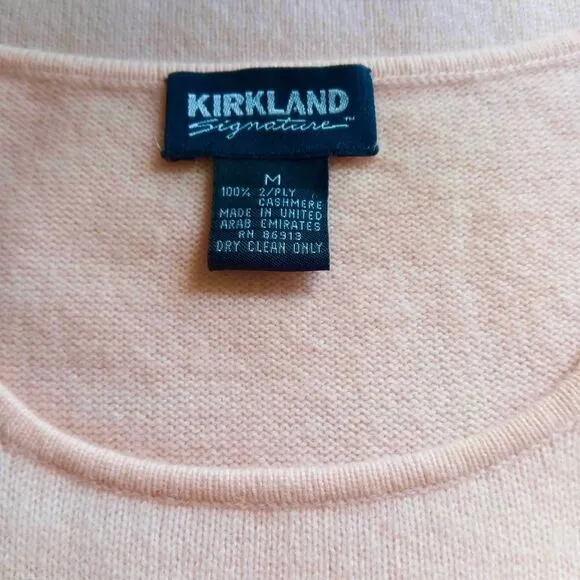 KIRKLAND
Signature™
M
100% 2/PLY
CASHMERE
MADE IN UNITED
ARAB EMIRATES
RN 86913
DRY CLEAN ONLY